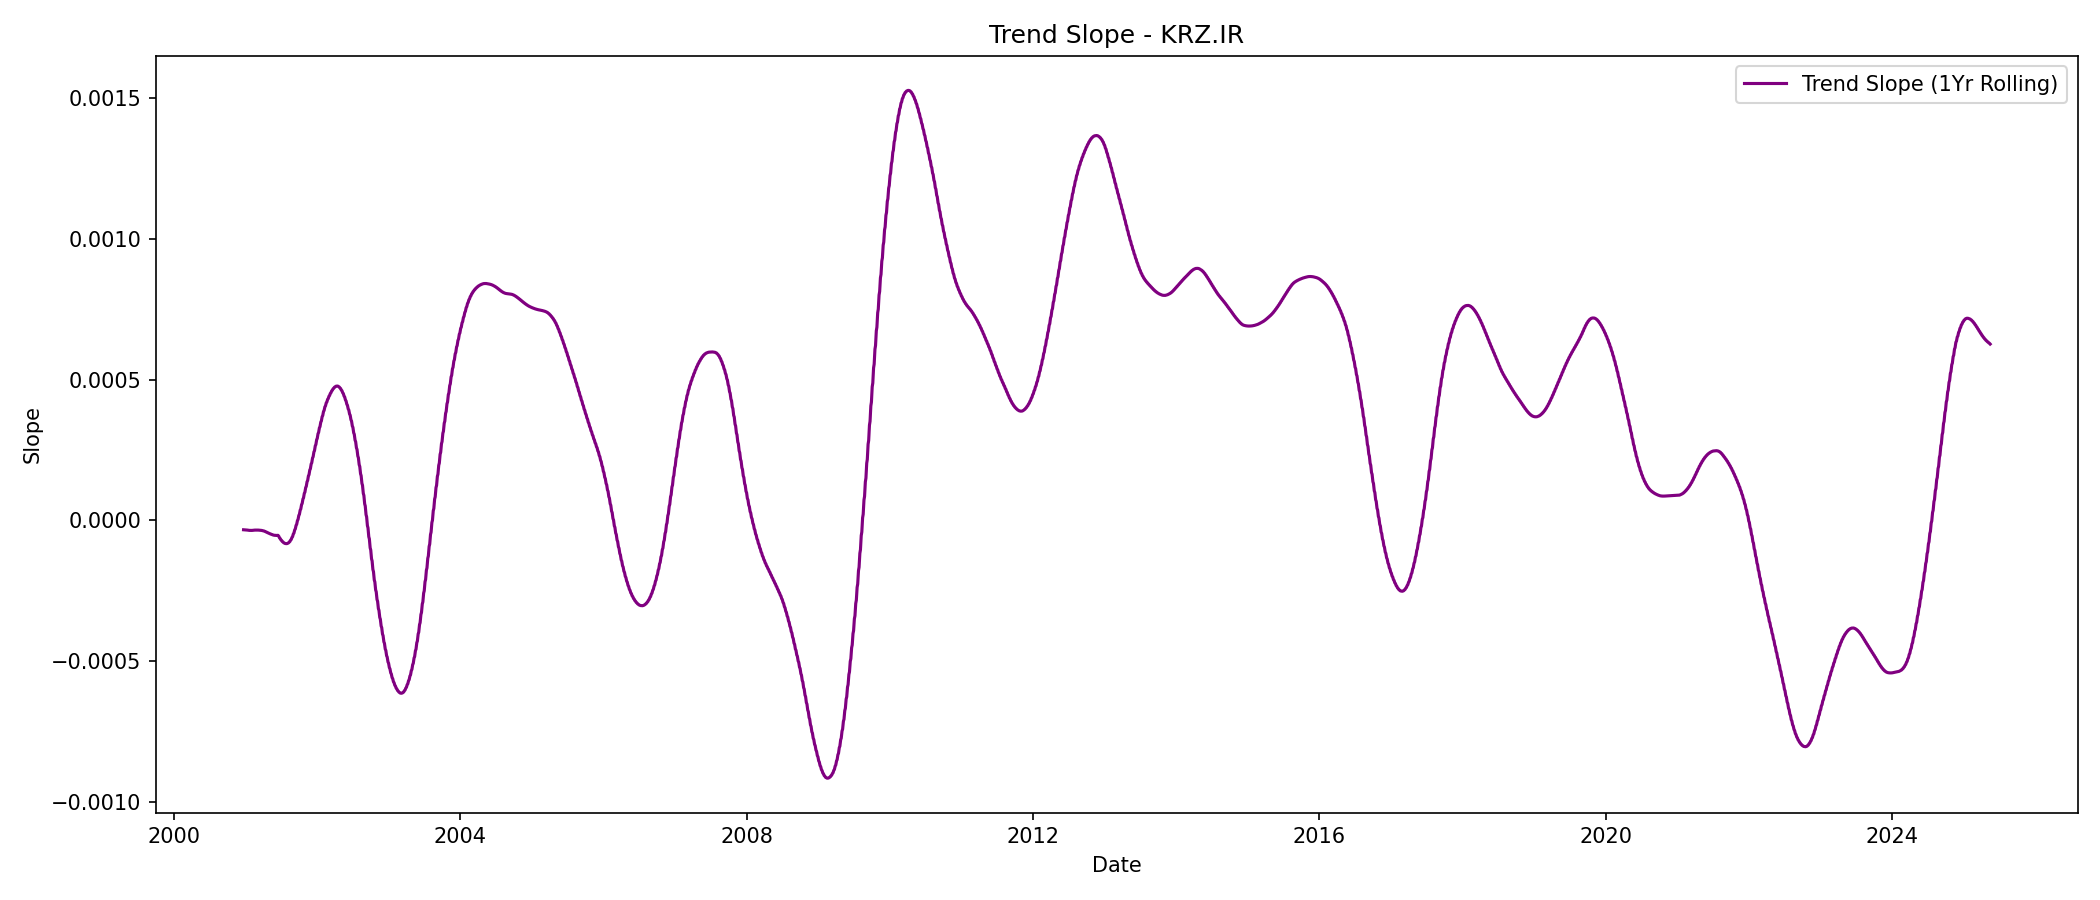 Trend Slope - KRZ.IR
Trend Slope (1Yr Rolling)
0.0015
0.0010
0.0005
0.0000
−0.0005
−0.0010
Slope
2000 2004 2008 2012 2016 2020 2024
Date